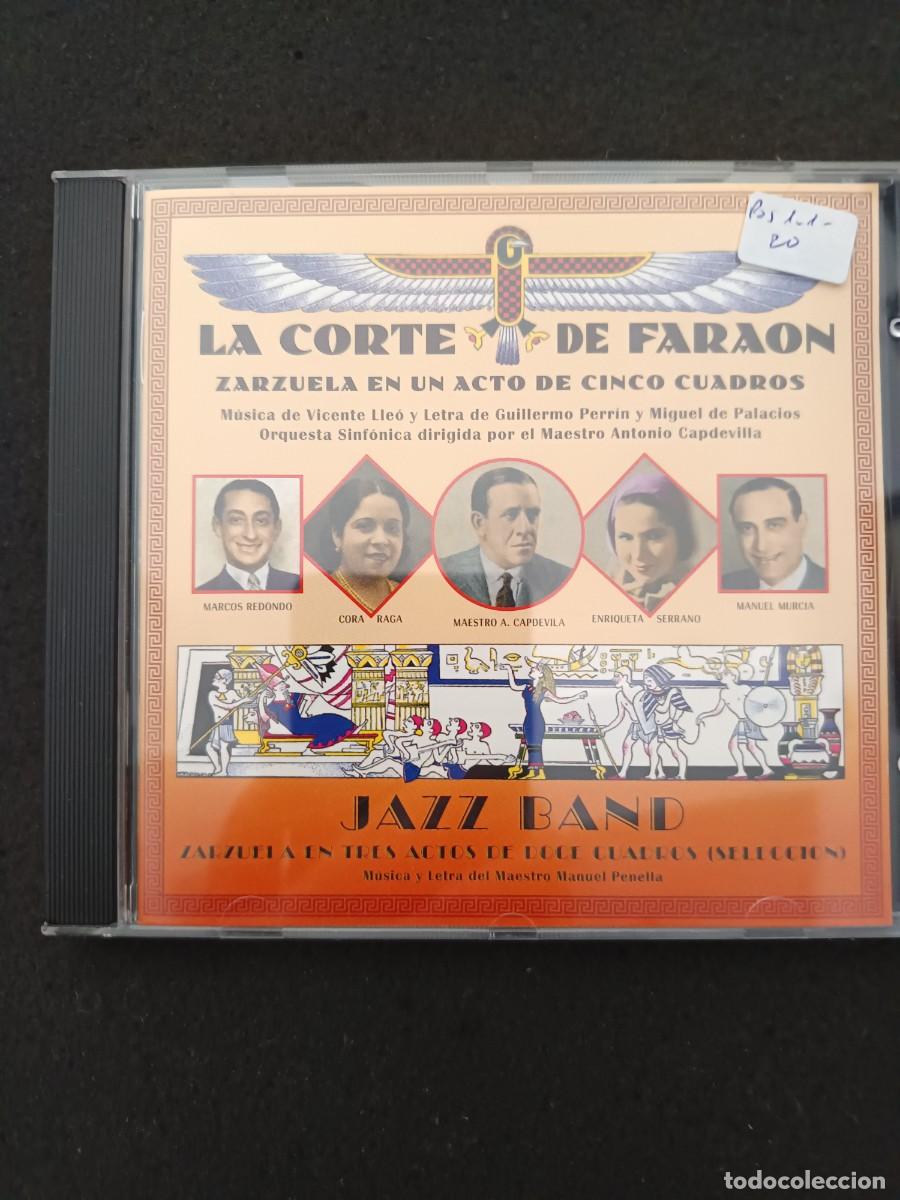 G
LA CORTE DE FARAON
ZARZUELA EN UN ACTO DE CINCO CUADROS
Música de Vicente Lleó y Letra de Guillermo Perrín y Miguel de Palacios
Orquesta Sinfónica dirigida por el Maestro Antonio Capdevilla
MARCOS REDONDO
CORA RAGA
MAESTRO A. CAPDEVILA
ENRIQUETA SERRANO
MANUEL MURCIA
JAZZ BAND
ZARZUELA EN TRES ACTOS DE DOCE CUADROS (SELECCION)
Música y Letra del Maestro Manuel Penella
20
todocoleccion